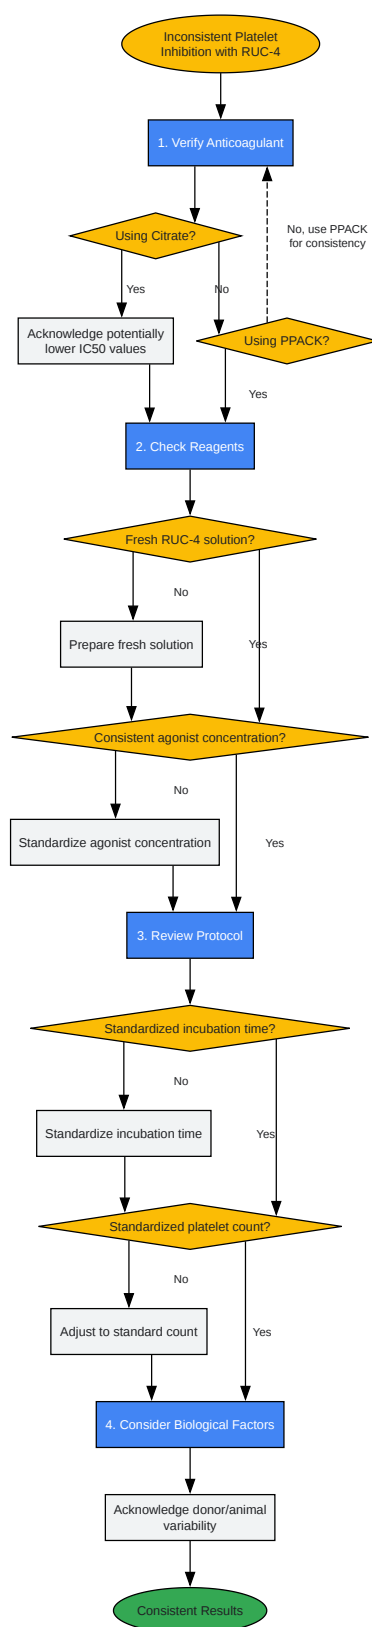 Inconsistent Platelet
Inhibition with RUC-4
1. Verify Anticoagulant
No, use PPACK
for consistency
Using Citrate?
Yes
No
Acknowledge potentially
lower IC50 values
Using PPACK?
Yes
2. Check Reagents
Fresh RUC-4 solution?
No
Prepare fresh solution
Yes
Consistent agonist concentration?
No
Standardize agonist concentration
Yes
3. Review Protocol
Standardized incubation time?
No
Standardize incubation time
Yes
Standardized platelet count?
No
Adjust to standard count
Yes
4. Consider Biological Factors
Acknowledge donor/animal
variability
Consistent Results